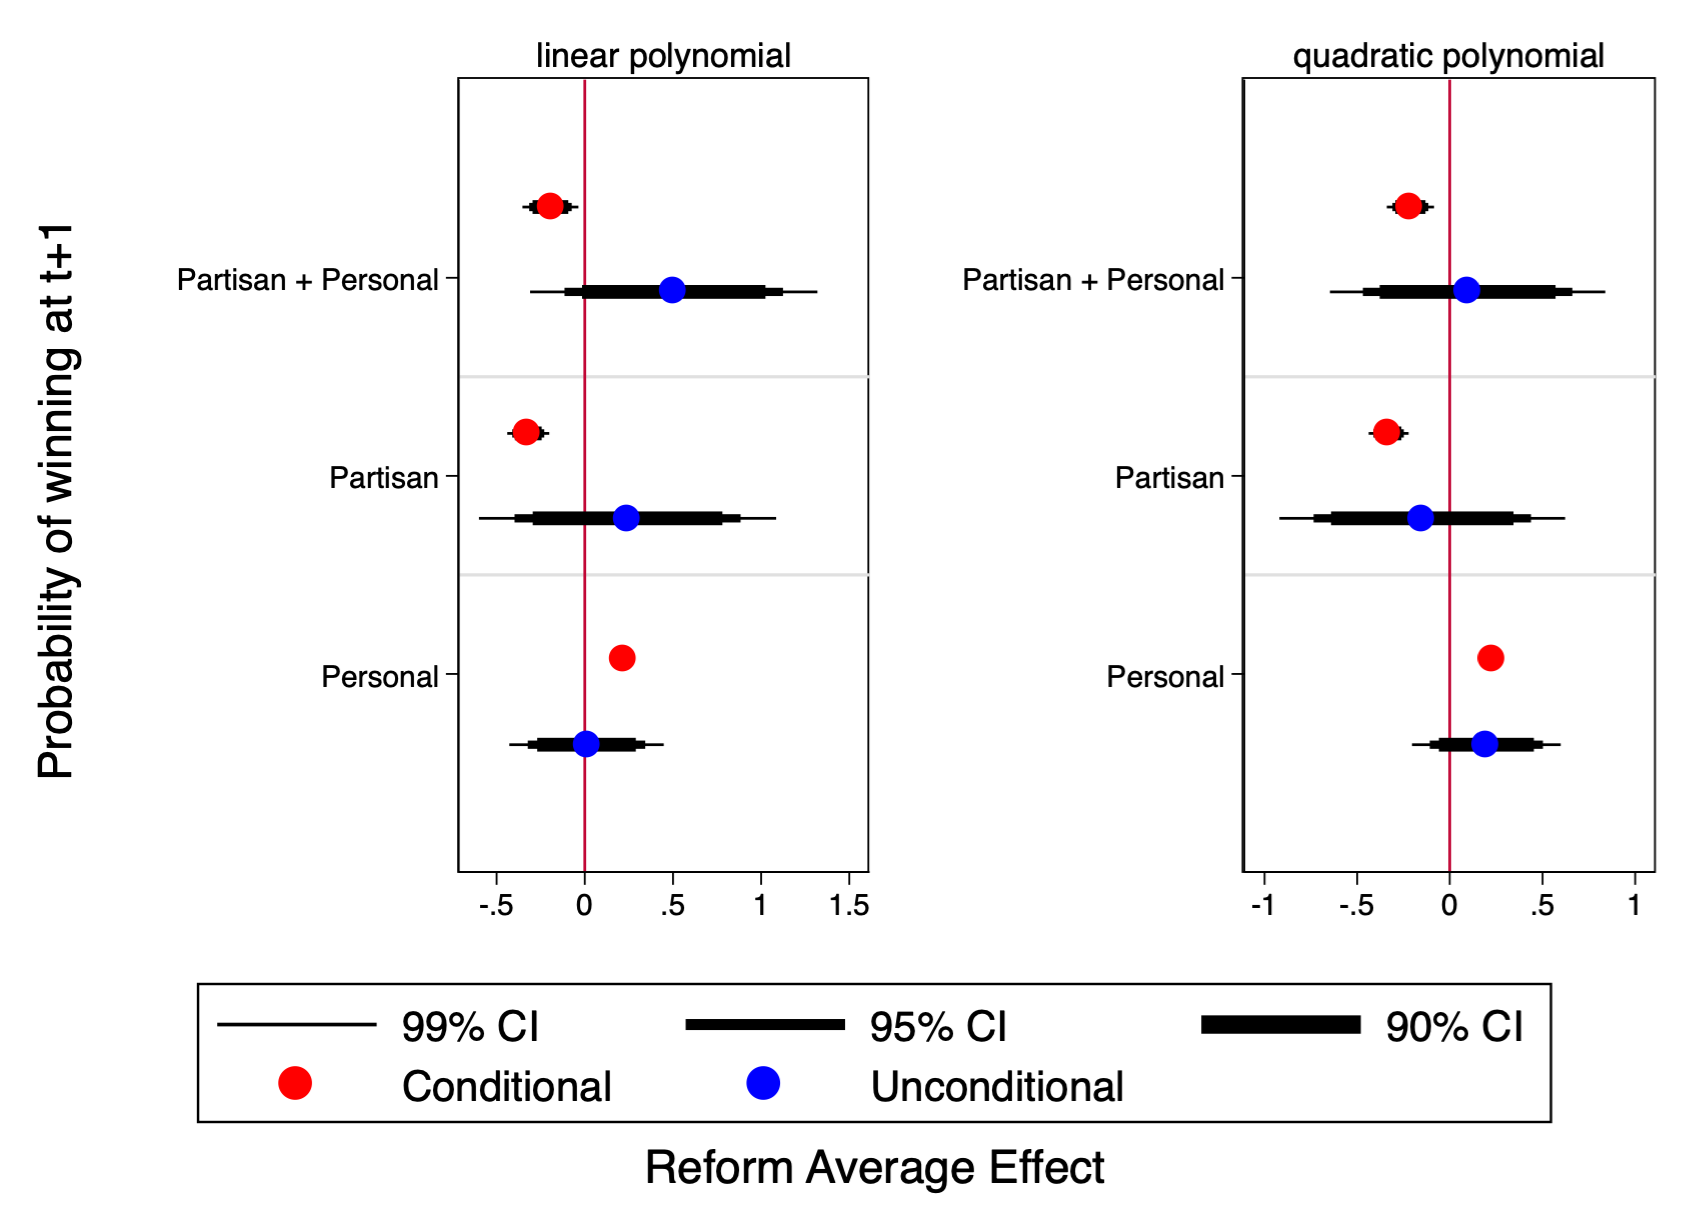 linear polynomial
quadratic polynomial
Probability of winning at t+1
Partisan + Personal
Partisan
Personal
-.5 0 .5 1 1.5
Partisan + Personal
Partisan
Personal
-1 -.5 0 .5 1
99% CI 95% CI 90% CI
Conditional Unconditional
Reform Average Effect